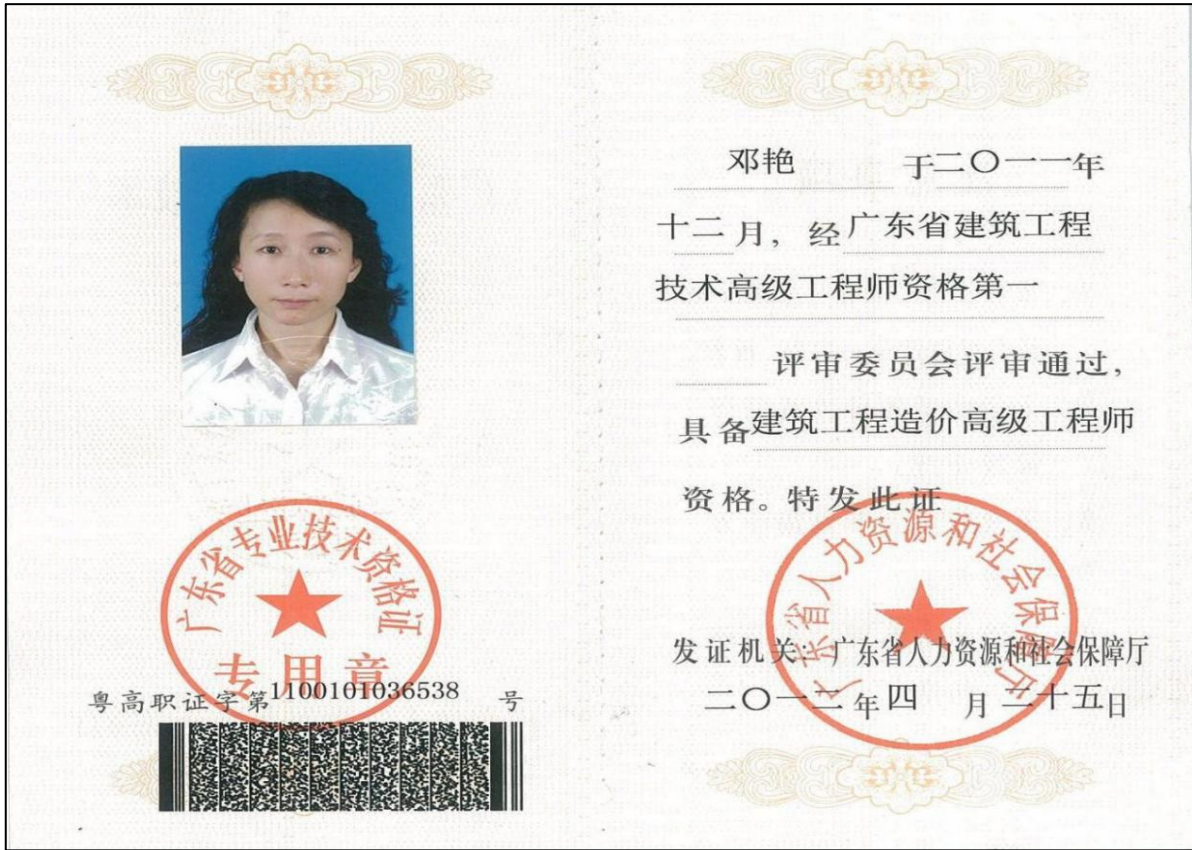 广东省专业技术资格证
专用章
粤高职证字第1100101036538 号
邓艳 于二〇一一年
十二月，经广东省建筑工程
技术高级工程师资格第一
评审委员会评审通过，
具备建筑工程造价高级工程师
资格。特发此证
广东省人力资源和社会保障厅
发证机关：广东省人力资源和社会保障厅
二〇一二年四 月二十五日